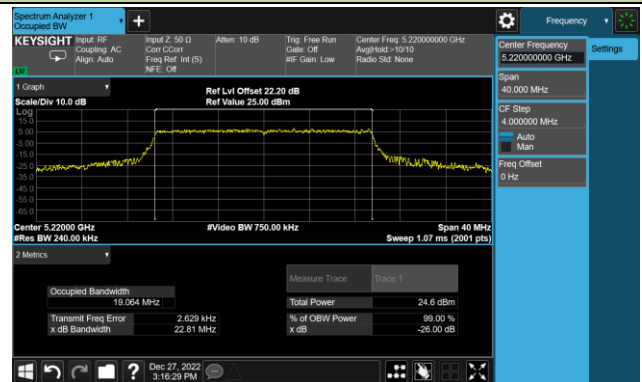 Spectrum Analyzer 1
Occupied BW
+
Frequency
KEYSIGHT
Input: RF
Coupling: AC
Align: Auto
Input Z: 50 Ω
Corr CCorr
Freq Ref: Int (S)
NFE: Off
Atten: 10 dB
Trig: Free Run
Gate: Off
#IF Gain: Low
Center Freq: 5.220000000 GHz
Avg|Hold:>10/10
Radio Std: None
Center Frequency
5.220000000 GHz
Settings
Span
40.000 MHz
CF Step
4.000000 MHz
Auto
Man
Freq Offset
0 Hz
1 Graph
Scale/Div 10.0 dB
Ref Lvl Offset 22.20 dB
Ref Value 25.00 dBm
Log
15.0
5.00
-5.00
-15.0
-25.0
-35.0
-45.0
-55.0
-65.0
Center 5.22000 GHz
#Res BW 240.00 kHz
#Video BW 750.00 kHz
Span 40 MHz
Sweep 1.07 ms (2001 pts)
2 Metrics
Measure Trace
Trace 1
Occupied Bandwidth
19.064 MHz
Total Power
24.6 dBm
Transmit Freq Error
2.629 kHz
% of OBW Power
99.00 %
x dB Bandwidth
22.81 MHz
x dB
-26.00 dB
?
Dec 27, 2022
3:16:29 PM